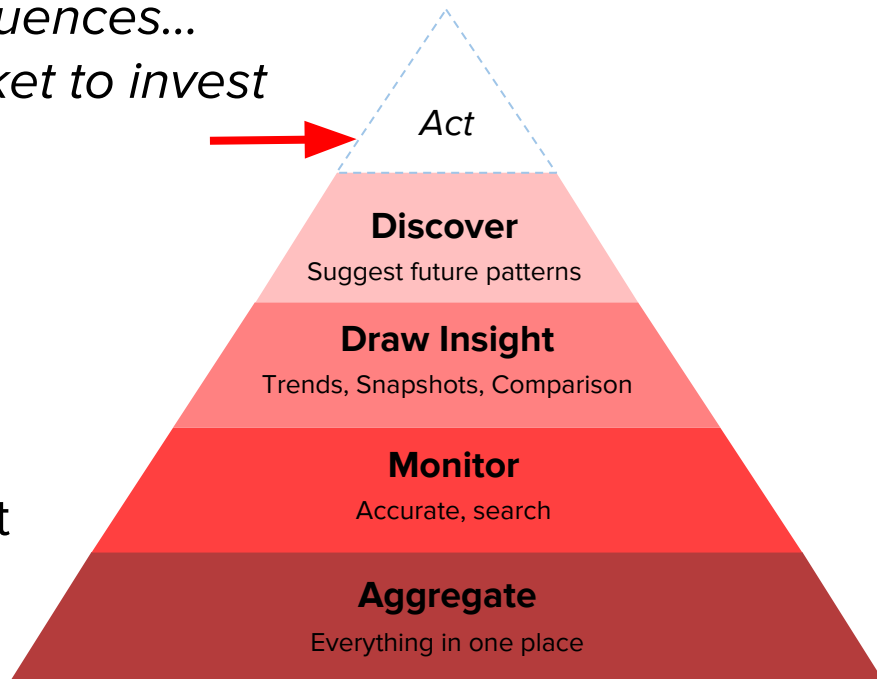 uences...
ket to invest
Act
Discover
Suggest future patterns
Draw Insight
Trends, Snapshots, Comparison
Monitor
Accurate, search
t
Aggregate
Everything in one place